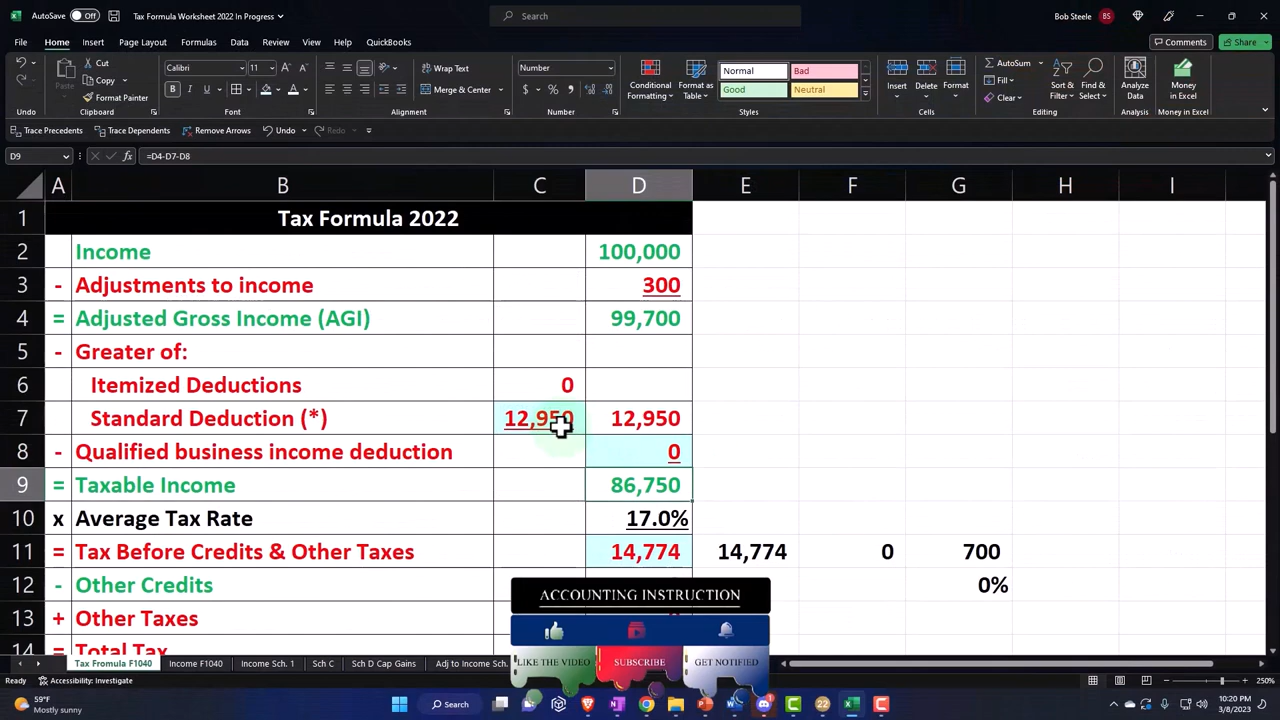 AutoSave Off Tax Formula Worksheet 2022 In Progress Search Bob Steele BS
File Home Insert Page Layout Formulas Data Review View Help QuickBooks Comments Share
Cut Copy Paste Format Painter Calibri 11 Wrap Text Merge & Center Number Conditional Formatting Format as Table Normal Bad Good Neutral Insert Delete Format AutoSum Fill Clear Sort & Filter Find & Select Analyze Data Money in Excel
Undo Clipboard Font Alignment Number Styles Cells Editing Analysis Money in Excel
Trace Precedents Trace Dependents Remove Arrows Undo Redo
D9 fx =D4-D7-D8
A B C D E F G H I
1 Tax Formula 2022
2 Income 100,000
3 - Adjustments to income 300
4 = Adjusted Gross Income (AGI) 99,700
5 - Greater of:
6 Itemized Deductions 0
7 Standard Deduction (*) 12,950 12,950
8 - Qualified business income deduction 0
9 = Taxable Income 86,750
10 x Average Tax Rate 17.0%
11 = Tax Before Credits & Other Taxes 14,774 14,774 0 700
12 - Other Credits 0%
13 + Other Taxes
14 = Total Tax
ACCOUNTING INSTRUCTION
LIKE THE VIDEO SUBSCRIBE GET NOTIFIED
Tax Fromula F1040 Income F1040 Income Sch. 1 Sch C Sch D Cap Gains Adj to Income Sch.
Ready Accessibility: Investigate 250%
59°F
Mostly sunny
Search
10:20 PM
3/8/2023